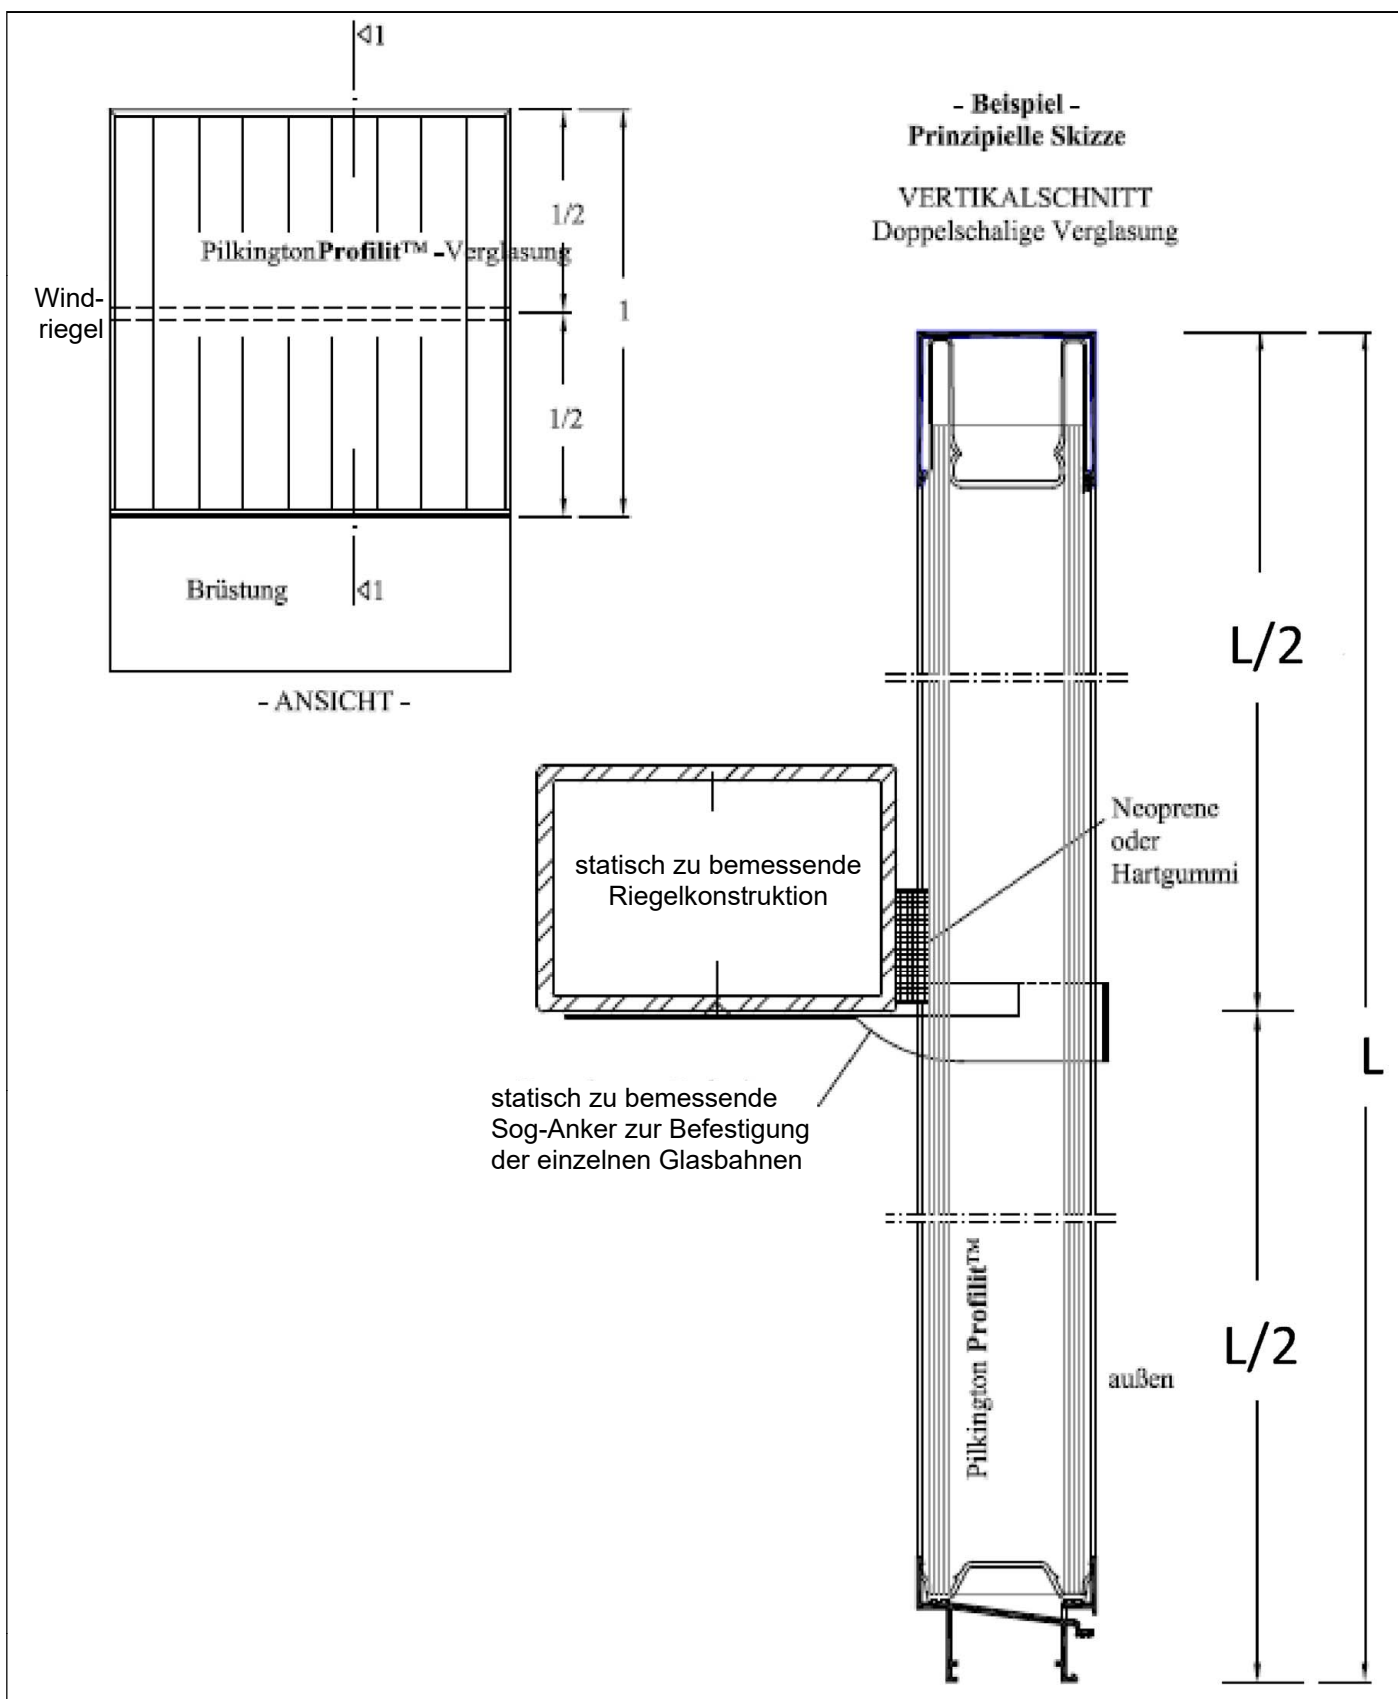 1
- Beispiel -
Prinzipielle Skizze
VERTIKALSCHNITT
Doppelschalige Verglasung
1/2
PilkingtonProfilit™ -Verglasung
Wind-
riegel
1
1/2
Brüstung
1
- ANSICHT -
L/2
Neoprene
oder
Hartgummi
statisch zu bemessende
Riegelkonstruktion
L
statisch zu bemessende
Sog-Anker zur Befestigung
der einzelnen Glasbahnen
Pilkington Profilit™
L/2
außen